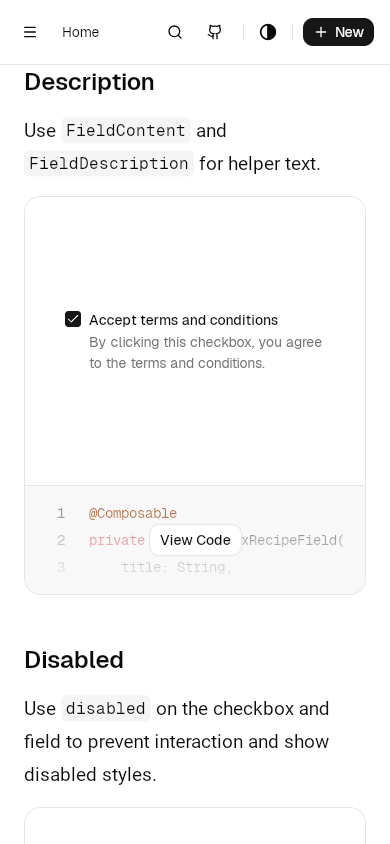 Home
New
Description
Use FieldContent and
FieldDescription for helper text.
Accept terms and conditions
By clicking this checkbox, you agree
to the terms and conditions.
1 @Composable
2 private xRecipeField(
View Code
3 title: String,
Disabled
Use disabled on the checkbox and
field to prevent interaction and show
disabled styles.